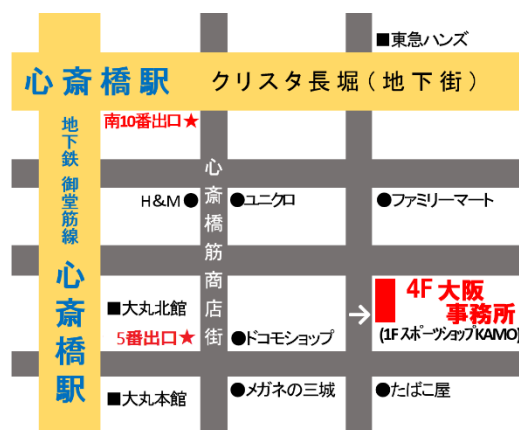 ■東急ハンズ
心斎橋駅 クリスタ長堀(地下街)
南10番出口★
地下鉄 御堂筋線
心斎橋駅
心斎橋筋商店街
H&M●
●ユニクロ
●ファミリーマート
■大丸北館
5番出口★
●ドコモショップ
→
4F 大阪
事務所
(1F スポーツショップKAMO)
■大丸本館
●メガネの三城
●たばこ屋